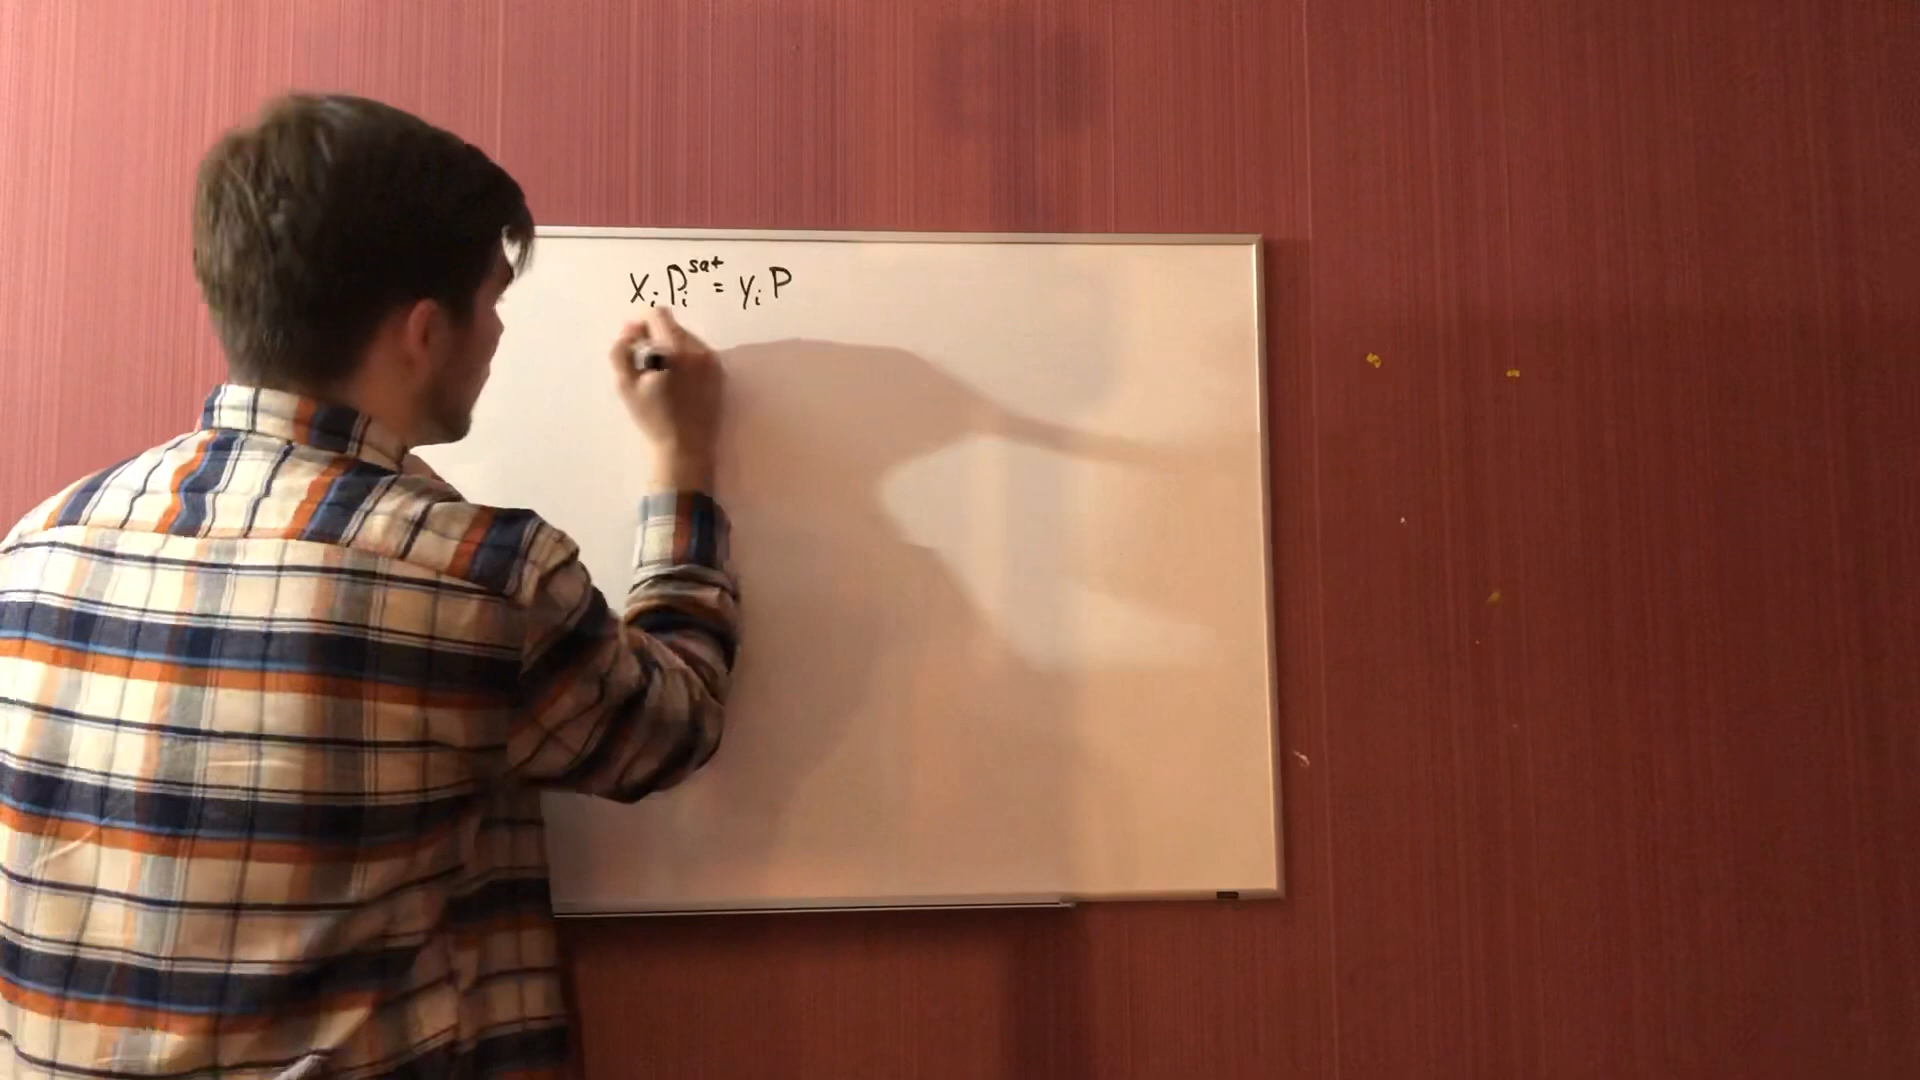 xᵢPᵢˢᵃᵗ = yᵢP